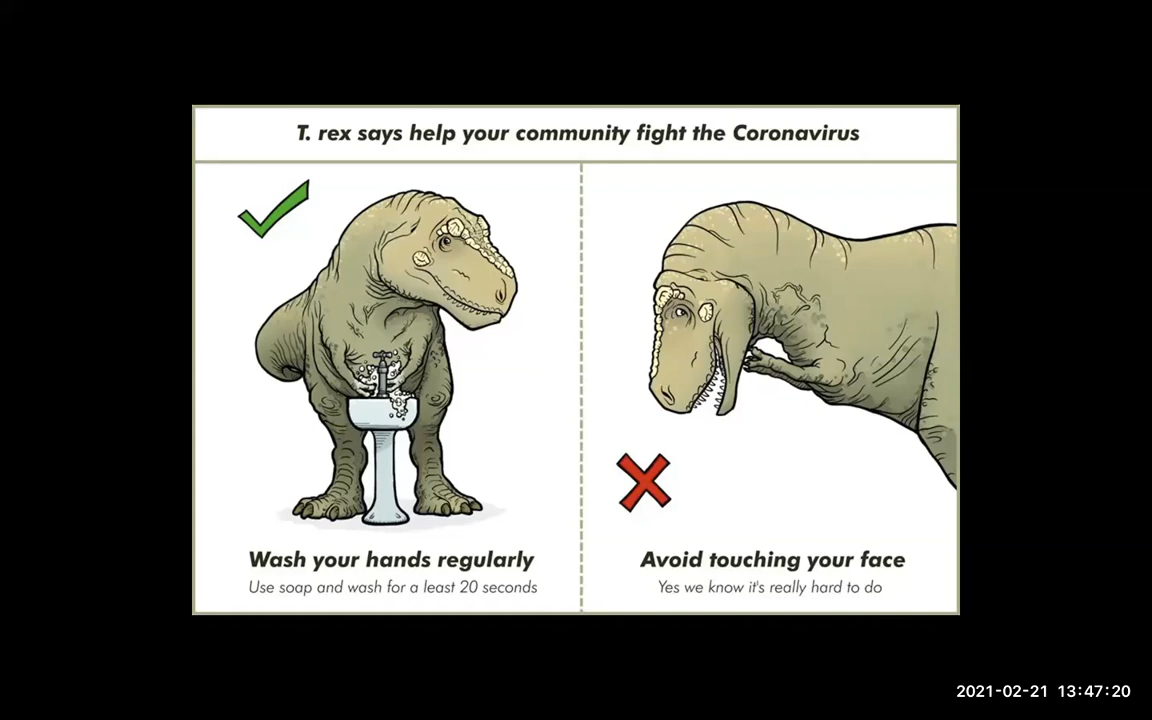 T. rex says help your community fight the Coronavirus
Wash your hands regularly
Use soap and wash for a least 20 seconds
Avoid touching your face
Yes we know it's really hard to do
2021-02-21 13:47:20